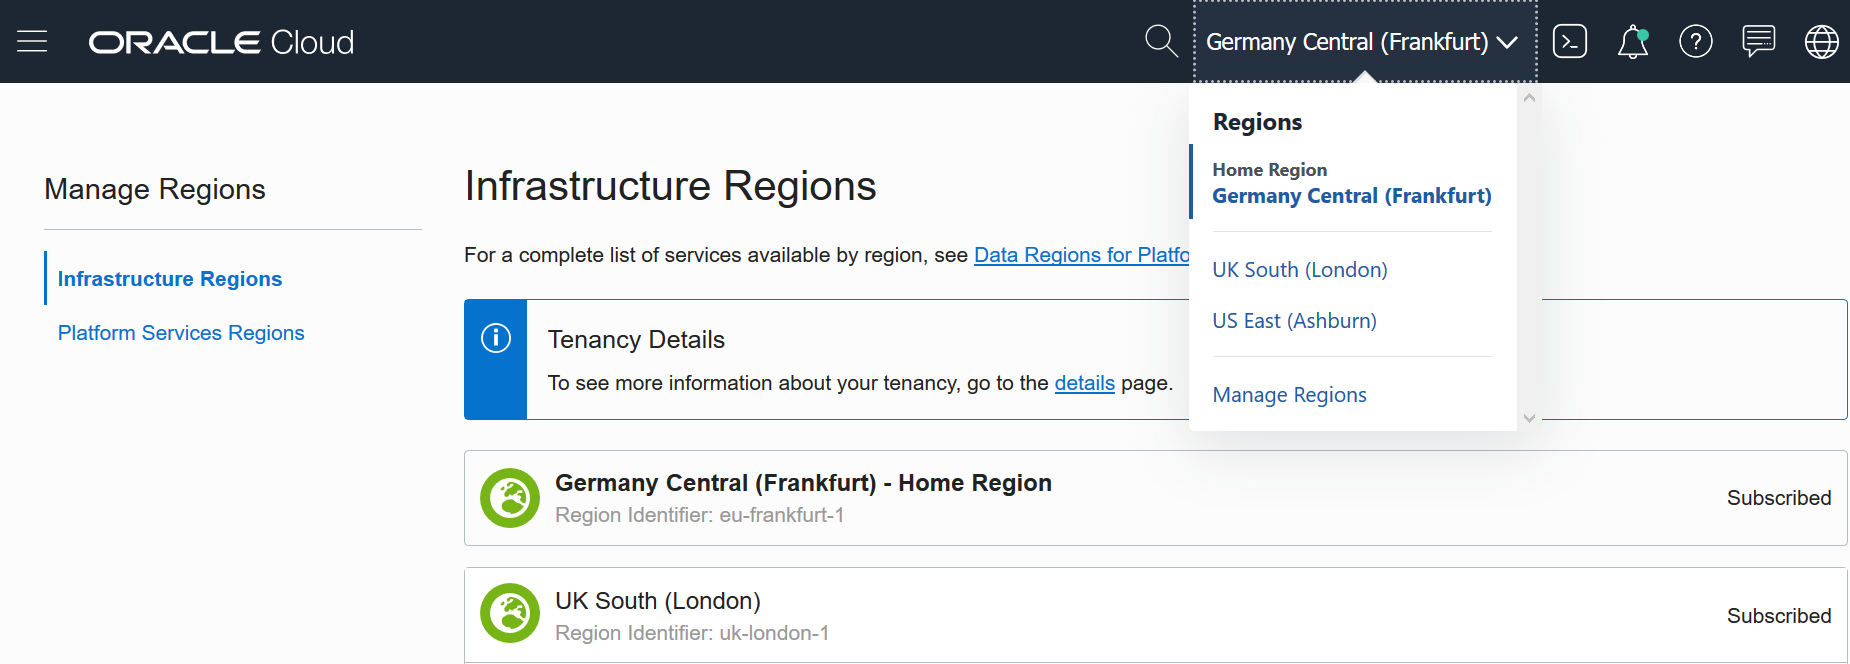 ORACLE Cloud
Germany Central (Frankfurt)
Regions
Home Region
Germany Central (Frankfurt)
UK South (London)
US East (Ashburn)
Manage Regions
Manage Regions
Infrastructure Regions
Platform Services Regions
Infrastructure Regions
For a complete list of services available by region, see Data Regions for
Tenancy Details
To see more information about your tenancy, go to the details page.
Germany Central (Frankfurt) - Home Region
Region Identifier: eu-frankfurt-1
Subscribed
UK South (London)
Region Identifier: uk-london-1
Subscribed